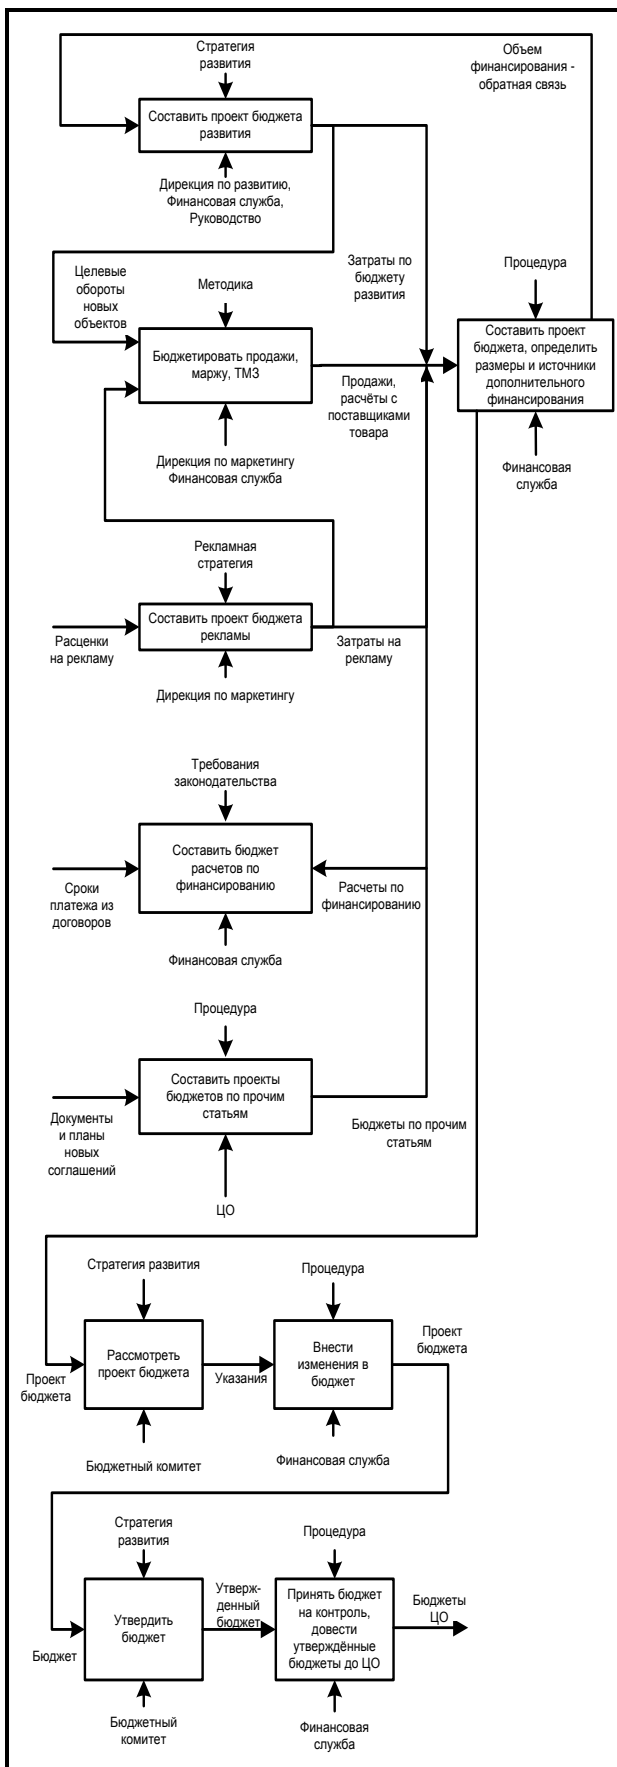 Стратегия
развития
Объем
финансирования -
обратная связь
Составить проект бюджета
развития
Дирекция по развитию,
Финансовая служба,
Руководство
Целевые
обороты
новых
объектов
Методика
Затраты по
бюджету
развития
Процедура
Бюджетировать продажи,
маржу, ТМЗ
Составить проект
бюджета, определить
размеры и источники
дополнительного
финансирования
Продажи,
расчёты с
поставщиками
товара
Дирекция по маркетингу
Финансовая служба
Финансовая
служба
Рекламная
стратегия
Составить проект бюджета
рекламы
Расценки
на рекламу
Затраты на
рекламу
Дирекция по маркетингу
Требования
законодательства
Составить бюджет
расчетов по
финансированию
Сроки
платежа из
договоров
Расчеты по
финансированию
Финансовая служба
Процедура
Составить проекты
бюджетов по прочим
статьям
Документы
и планы
новых
соглашений
Бюджеты по прочим
статьям
ЦО
Стратегия развития
Процедура
Рассмотреть
проект бюджета
Внести
изменения в
бюджет
Проект
бюджета
Проект
бюджета
Указания
Бюджетный комитет
Финансовая служба
Стратегия
развития
Процедура
Утвердить
бюджет
Утверж-
денный
бюджет
Принять бюджет
на контроль,
довести
утверждённые
бюджеты до ЦО
Бюджеты
ЦО
Бюджет
Бюджетный
комитет
Финансовая
служба